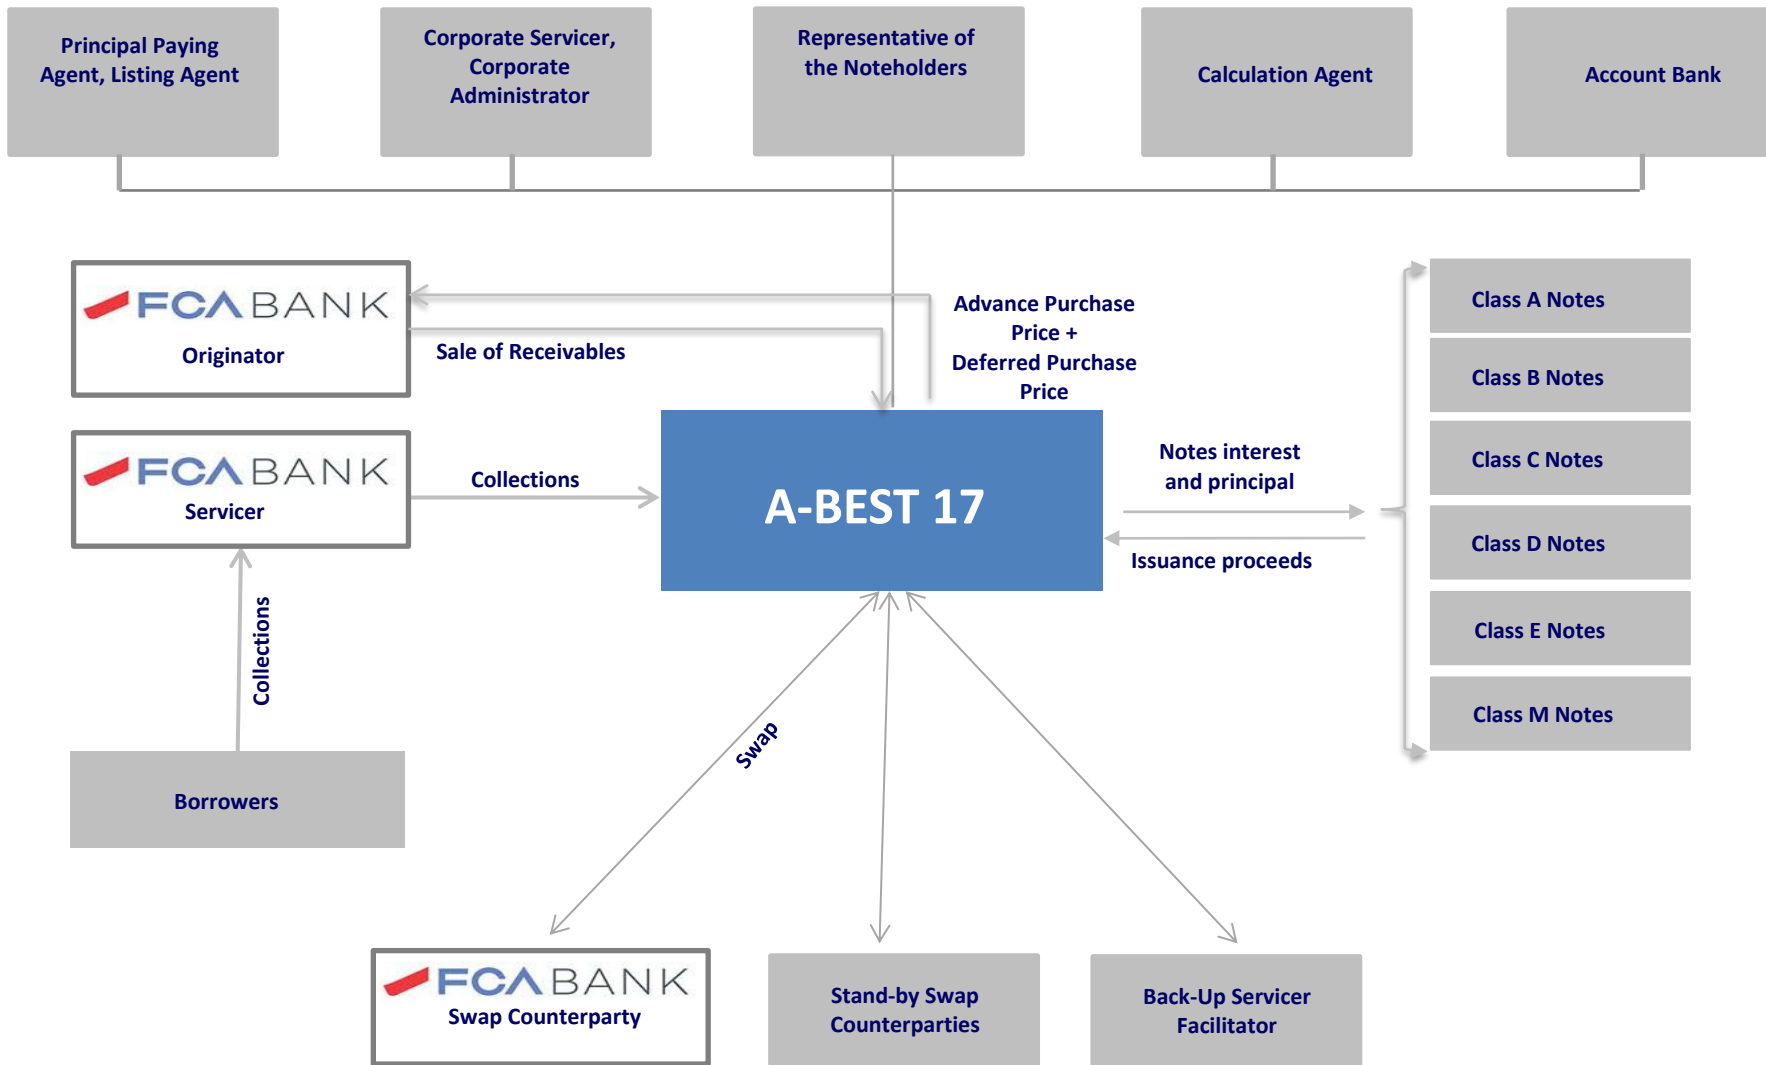 Principal Paying
Agent, Listing Agent
Corporate Servicer,
Corporate
Administrator
Representative of
the Noteholders
Calculation Agent
Account Bank
FCA BANK
Originator
Sale of Receivables
Advance Purchase
Price +
Deferred Purchase
Price
Class A Notes
Class B Notes
Class C Notes
Class D Notes
Class E Notes
Class M Notes
FCA BANK
Servicer
Collections
A-BEST 17
Notes interest
and principal
Issuance proceeds
Collections
Borrowers
Swap
FCA BANK
Swap Counterparty
Stand-by Swap
Counterparties
Back-Up Servicer
Facilitator